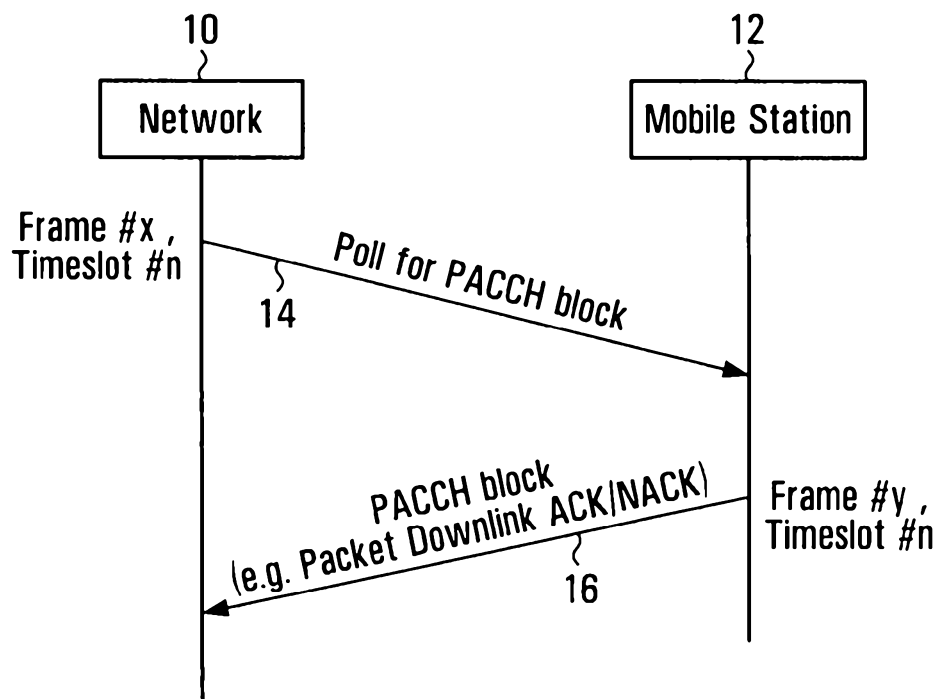 10
12
Network
Mobile Station
Frame #x ,
Timeslot #n
Poll for PACCH block
14
PACCH block
(e.g. Packet Downlink ACK/NACK)
Frame #y ,
Timeslot #n
16